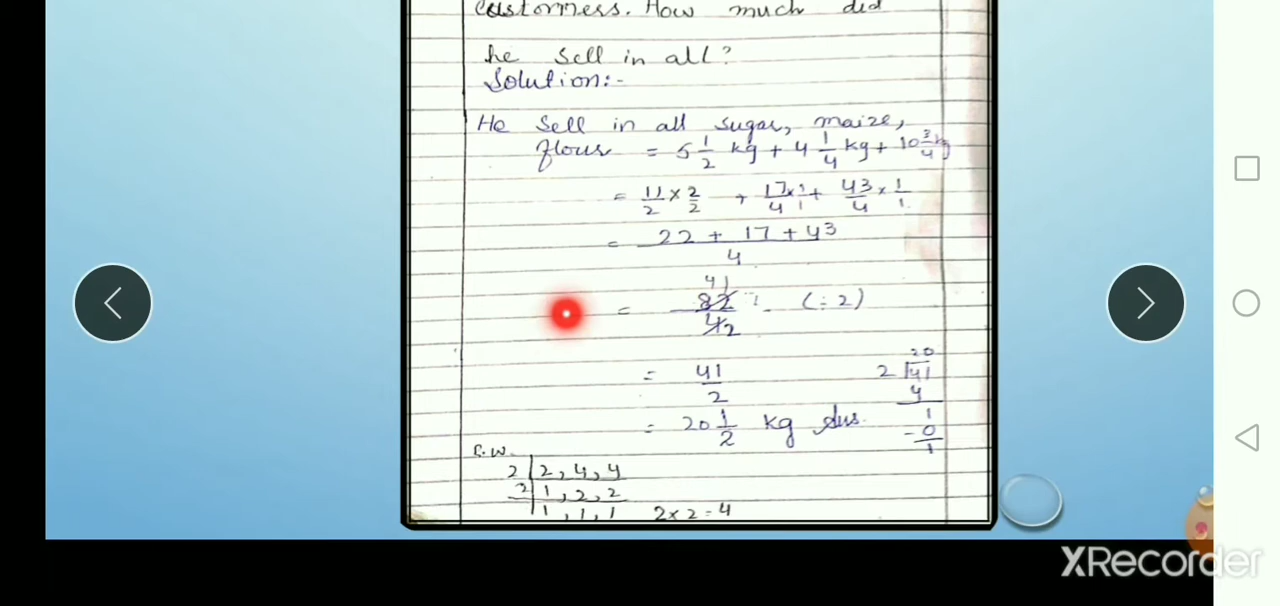 customress. How much did
he sell in all?
Solution:-
He sell in all sugar, maize,
flour = 5 1/2 kg + 4 1/4 kg + 10 3/4 kg
= 11/2 × 2/2 + 17/4 × 1/1 + 43/4 × 1/1
= 22 + 17 + 43 / 4
41
= 82/4 2 (÷2)
= 41/2
= 20 1/2 kg Ans.
20
2 41
4
1
-0
1
R.W.
2 2, 4, 4
2 1, 2, 2
1, 1, 1 2×2=4
XRecorder